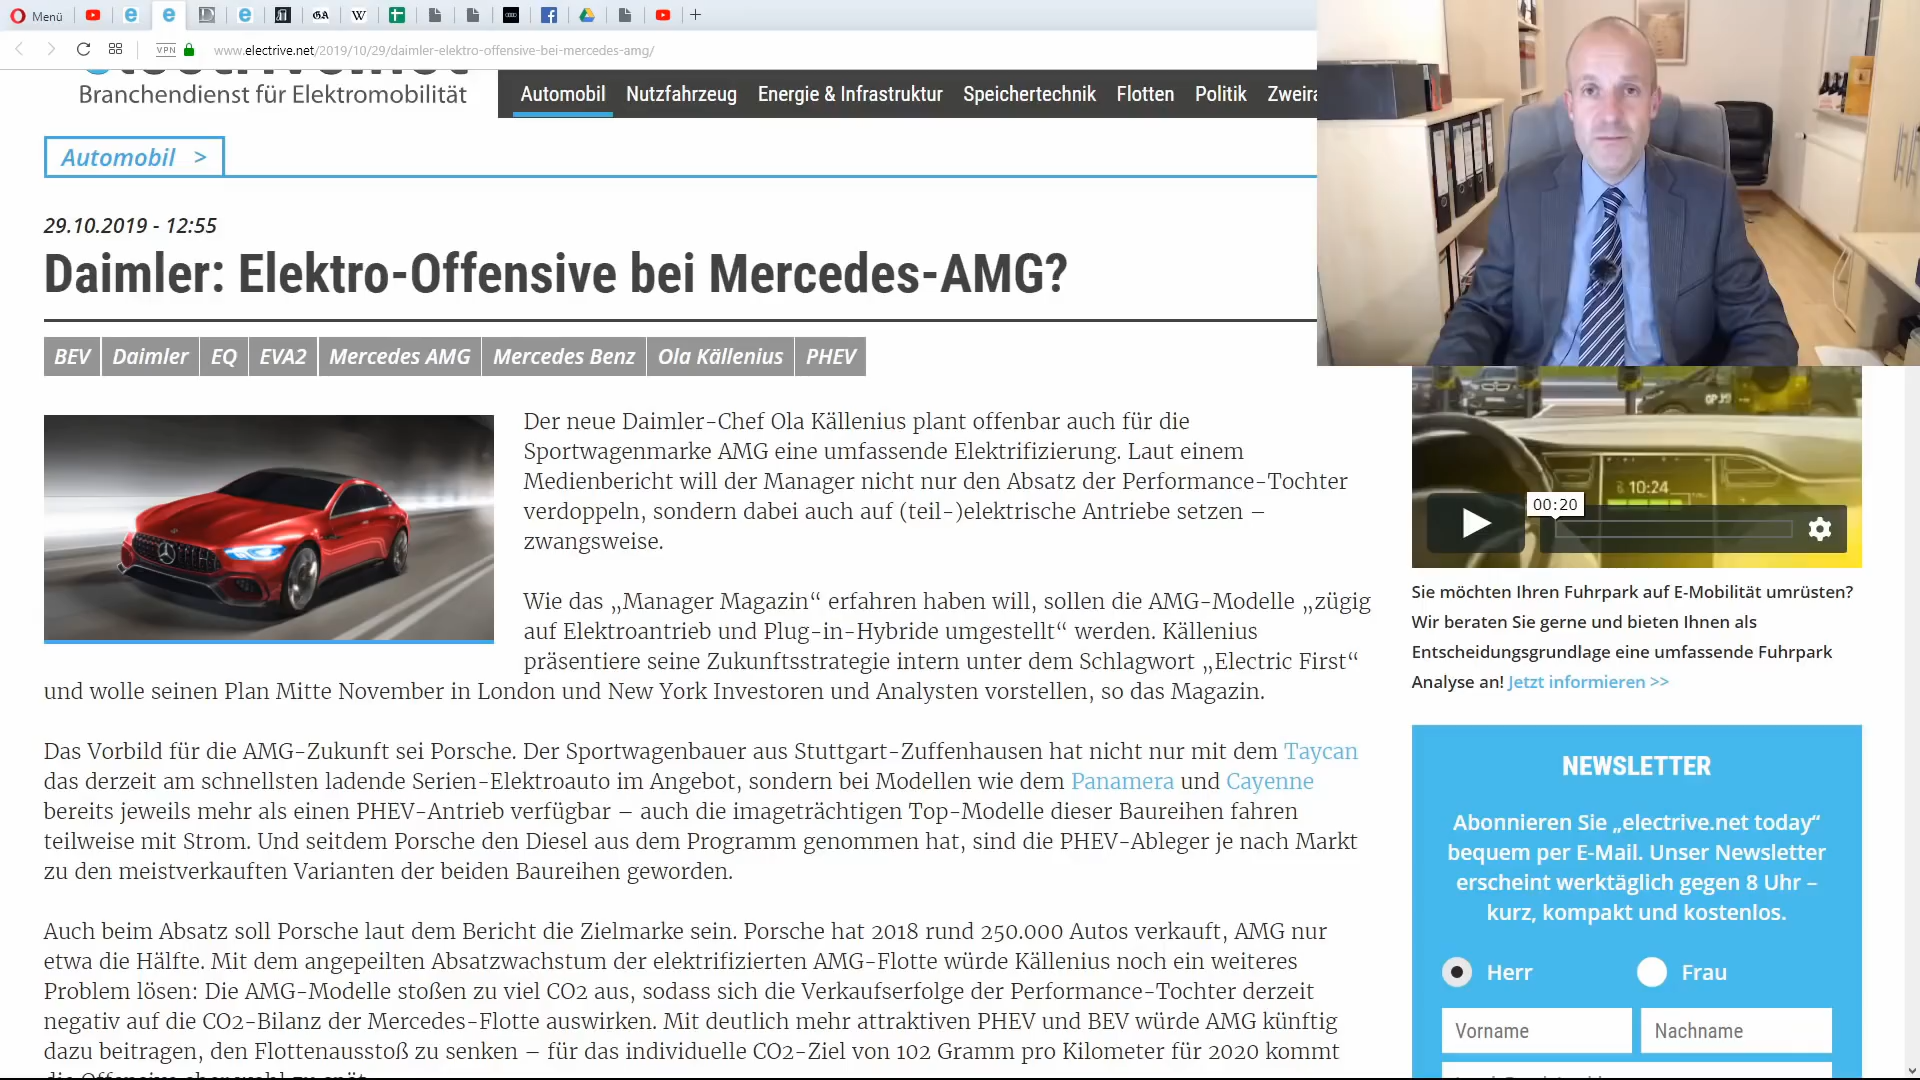 Menü
VPN
www.electrive.net/2019/10/29/daimler-elektro-offensive-bei-mercedes-amg/
Branchendienst für Elektromobilität
Automobil Nutzfahrzeug Energie & Infrastruktur Speichertechnik Flotten Politik
Automobil >
29.10.2019 - 12:55
Daimler: Elektro-Offensive bei Mercedes-AMG?
BEV Daimler EQ EVA2 Mercedes AMG Mercedes Benz Ola Källenius PHEV
Der neue Daimler-Chef Ola Källenius plant offenbar auch für die
Sportwagenmarke AMG eine umfassende Elektrifizierung. Laut einem
Medienbericht will der Manager nicht nur den Absatz der Performance-Tochter
verdoppeln, sondern dabei auch auf (teil-)elektrische Antriebe setzen –
zwangsweise.
Wie das „Manager Magazin“ erfahren haben will, sollen die AMG-Modelle „zügig
auf Elektroantrieb und Plug-in-Hybride umgestellt“ werden. Källenius
präsentiere seine Zukunftsstrategie intern unter dem Schlagwort „Electric First“
und wolle seinen Plan Mitte November in London und New York Investoren und Analysten vorstellen, so das Magazin.
Das Vorbild für die AMG-Zukunft sei Porsche. Der Sportwagenbauer aus Stuttgart-Zuffenhausen hat nicht nur mit dem Taycan
das derzeit am schnellsten ladende Serien-Elektroauto im Angebot, sondern bei Modellen wie dem Panamera und Cayenne
bereits jeweils mehr als einen PHEV-Antrieb verfügbar – auch die imageträchtigen Top-Modelle dieser Baureihen fahren
teilweise mit Strom. Und seitdem Porsche den Diesel aus dem Programm genommen hat, sind die PHEV-Ableger je nach Markt
zu den meistverkauften Varianten der beiden Baureihen geworden.
Auch beim Absatz soll Porsche laut dem Bericht die Zielmarke sein. Porsche hat 2018 rund 250.000 Autos verkauft, AMG nur
etwa die Hälfte. Mit dem angepeilten Absatzwachstum der elektrifizierten AMG-Flotte würde Källenius noch ein weiteres
Problem lösen: Die AMG-Modelle stoßen zu viel CO2 aus, sodass sich die Verkaufserfolge der Performance-Tochter derzeit
negativ auf die CO2-Bilanz der Mercedes-Flotte auswirken. Mit deutlich mehr attraktiven PHEV und BEV würde AMG künftig
dazu beitragen, den Flottenausstoß zu senken – für das individuelle CO2-Ziel von 102 Gramm pro Kilometer für 2020 kommt
10:24
00:20
Sie möchten Ihren Fuhrpark auf E-Mobilität umrüsten?
Wir beraten Sie gerne und bieten Ihnen als
Entscheidungsgrundlage eine umfassende Fuhrpark
Analyse an! Jetzt informieren >>
NEWSLETTER
Abonnieren Sie „electrive.net today“
bequem per E-Mail. Unser Newsletter
erscheint werktäglich gegen 8 Uhr –
kurz, kompakt und kostenlos.
Herr Frau
Vorname Nachname